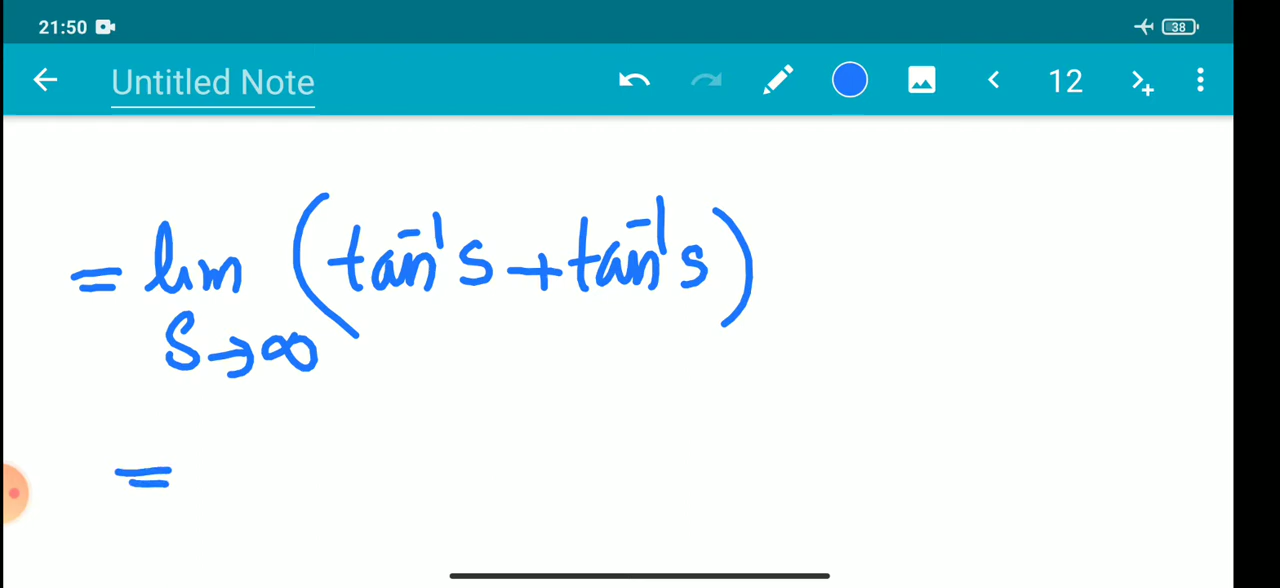 21:50 38
Untitled Note 12
= lim (tan⁻¹s + tan⁻¹s)
s→∞
=